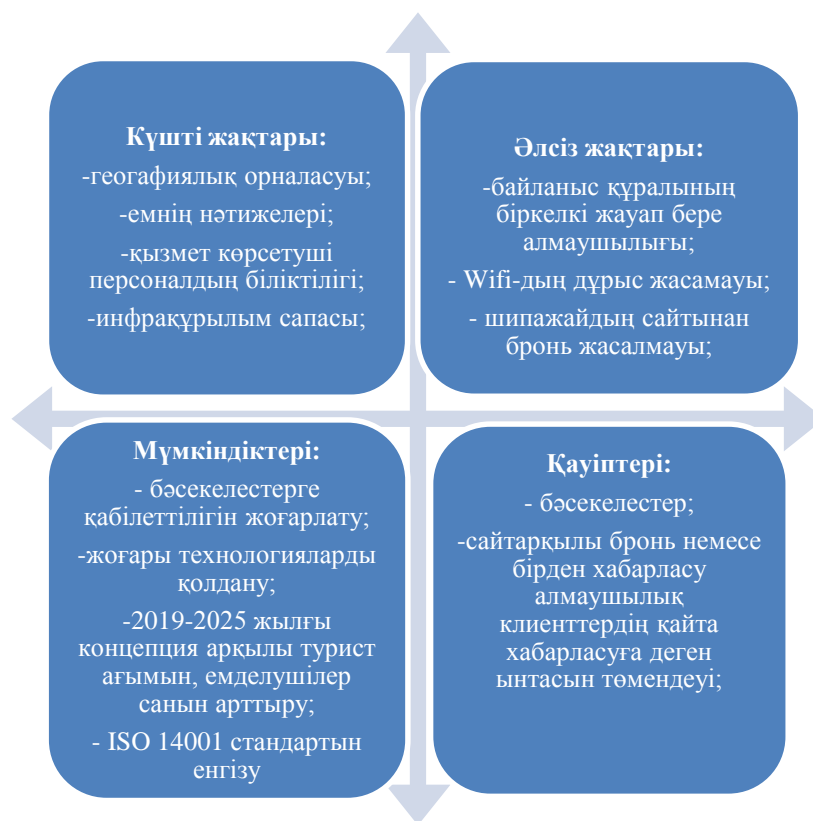 Күшті жақтары:
-геогафиялық орналасуы;
-емнің нәтижелері;
-қызмет көрсетуші
персоналдың біліктілігі;
-инфрақұрылым сапасы;
Әлсіз жақтары:
-байланыс құралының
біркелкі жауап бере
алмаушылығы;
- Wifi-дың дұрыс жасамауы;
- шипажайдың сайтынан
бронь жасалмауы;
Мүмкіндіктері:
- бәсекелестерге
қабілеттілігін жоғарлату;
-жоғары технологияларды
қолдану;
-2019-2025 жылғы
концепция арқылы турист
ағымын, емделушілер
санын арттыру;
- ISO 14001 стандартын
енгізу
Қауіптері:
- бәсекелестер;
-сайтарқылы бронь немесе
бірден хабарласу
алмаушылық
клиенттердің қайта
хабарласуға деген
ынтасын төмендеуі;